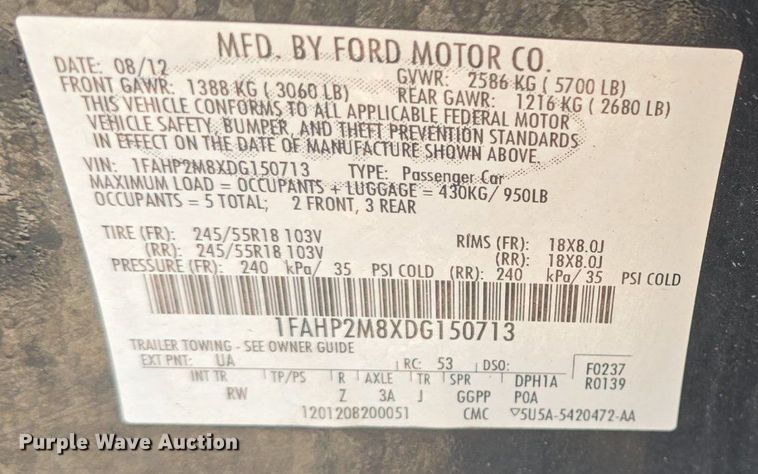 MFD. BY FORD MOTOR CO.
DATE: 08/12 GVWR: 2586 KG (5700 LB)
FRONT GAWR: 1388 KG (3060 LB) REAR GAWR: 1216 KG (2680 LB)
THIS VEHICLE CONFORMS TO ALL APPLICABLE FEDERAL MOTOR
VEHICLE SAFETY, BUMPER, AND THEFT PREVENTION STANDARDS
IN EFFECT ON THE DATE OF MANUFACTURE SHOWN ABOVE.
VIN: 1FAHP2M8XDG150713 TYPE: Passenger Car
MAXIMUM LOAD = OCCUPANTS + LUGGAGE = 430KG/ 950LB
OCCUPANTS = 5 TOTAL; 2 FRONT, 3 REAR
TIRE (FR): 245/55R18 103V RIMS (FR): 18X8.0J
(RR): 245/55R18 103V (RR): 18X8.0J
PRESSURE (FR): 240 kPa/ 35 PSI COLD (RR): 240 kPa/ 35 PSI COLD
1FAHP2M8XDG150713
TRAILER TOWING - SEE OWNER GUIDE
EXT PNT: UA RC: 53 DSO: F0237
INT TR TP/PS R AXLE TR SPR DPH1A R0139
RW Z 3A J GGPP P0A
1201208200051 CMC ▽5U5A-5420472-AA
Purple Wave Auction